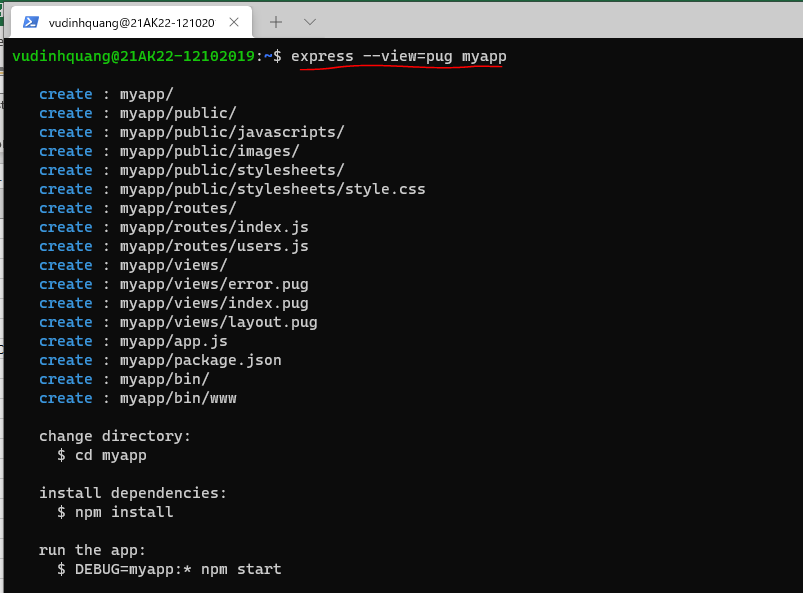 vudinhquang@21AK22-121020
vudinhquang@21AK22-12102019:~$ express --view=pug myapp
create : myapp/
create : myapp/public/
create : myapp/public/javascripts/
create : myapp/public/images/
create : myapp/public/stylesheets/
create : myapp/public/stylesheets/style.css
create : myapp/routes/
create : myapp/routes/index.js
create : myapp/routes/users.js
create : myapp/views/
create : myapp/views/error.pug
create : myapp/views/index.pug
create : myapp/views/layout.pug
create : myapp/app.js
create : myapp/package.json
create : myapp/bin/
create : myapp/bin/www
change directory:
$ cd myapp
install dependencies:
$ npm install
run the app:
$ DEBUG=myapp:* npm start